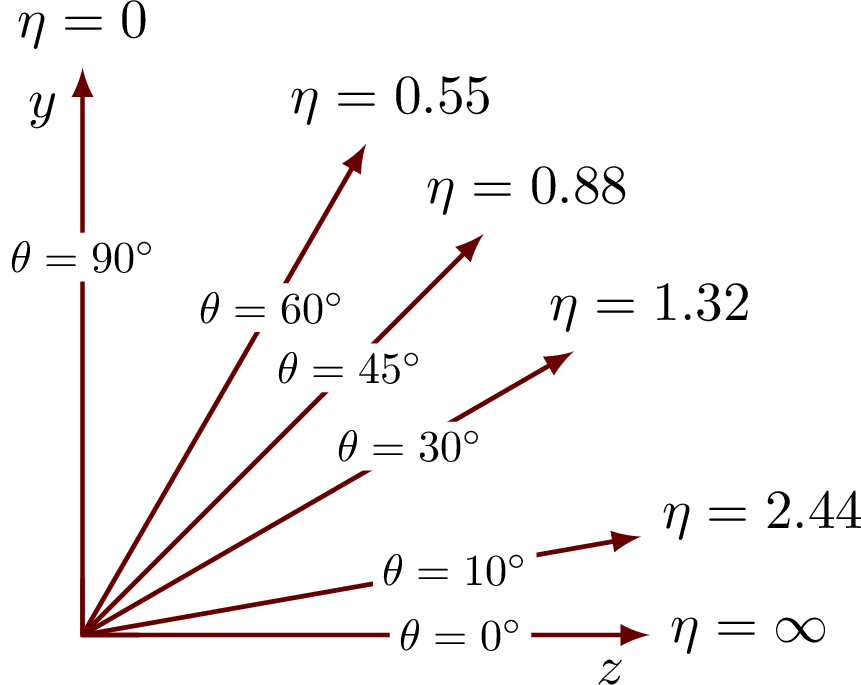 η = 0
y
η = 0.55
η = 0.88
θ = 90°
θ = 60°
η = 1.32
θ = 45°
θ = 30°
η = 2.44
θ = 10°
θ = 0°
η = ∞
z